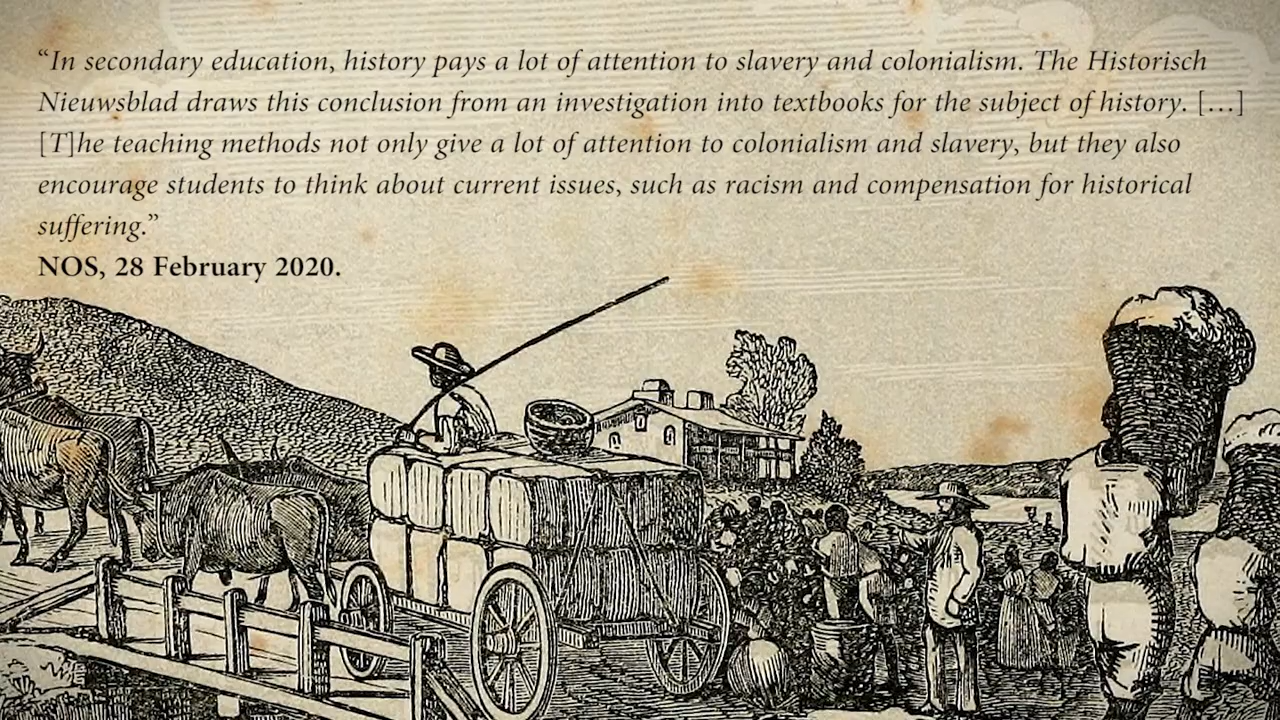 “In secondary education, history pays a lot of attention to slavery and colonialism. The Historisch
Nieuwsblad draws this conclusion from an investigation into textbooks for the subject of history. […]
[T]he teaching methods not only give a lot of attention to colonialism and slavery, but they also
encourage students to think about current issues, such as racism and compensation for historical
suffering.”
NOS, 28 February 2020.